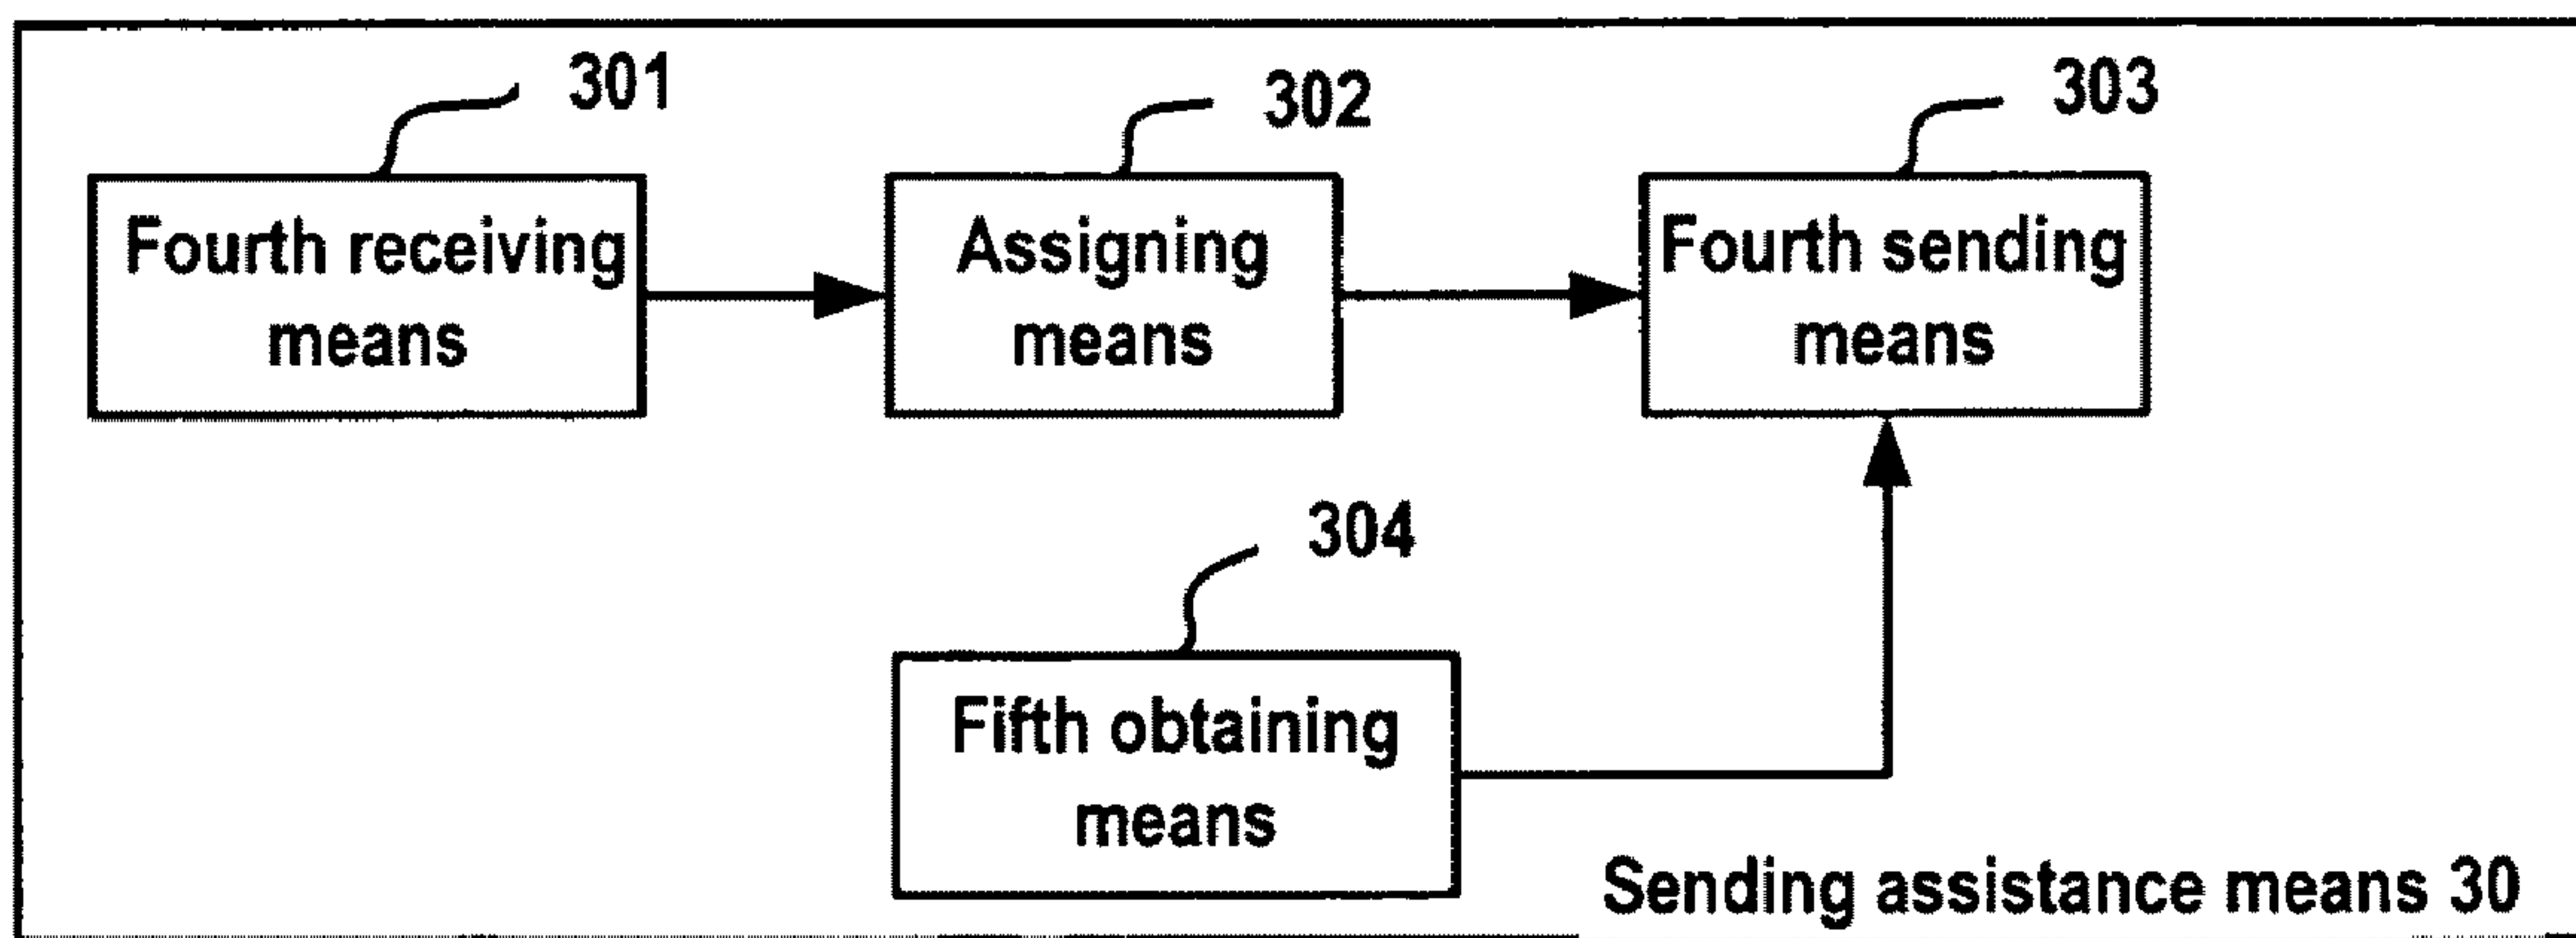 301
302
303
Fourth receiving
means
Assigning
means
Fourth sending
means
304
Fifth obtaining
means
Sending assistance means 30